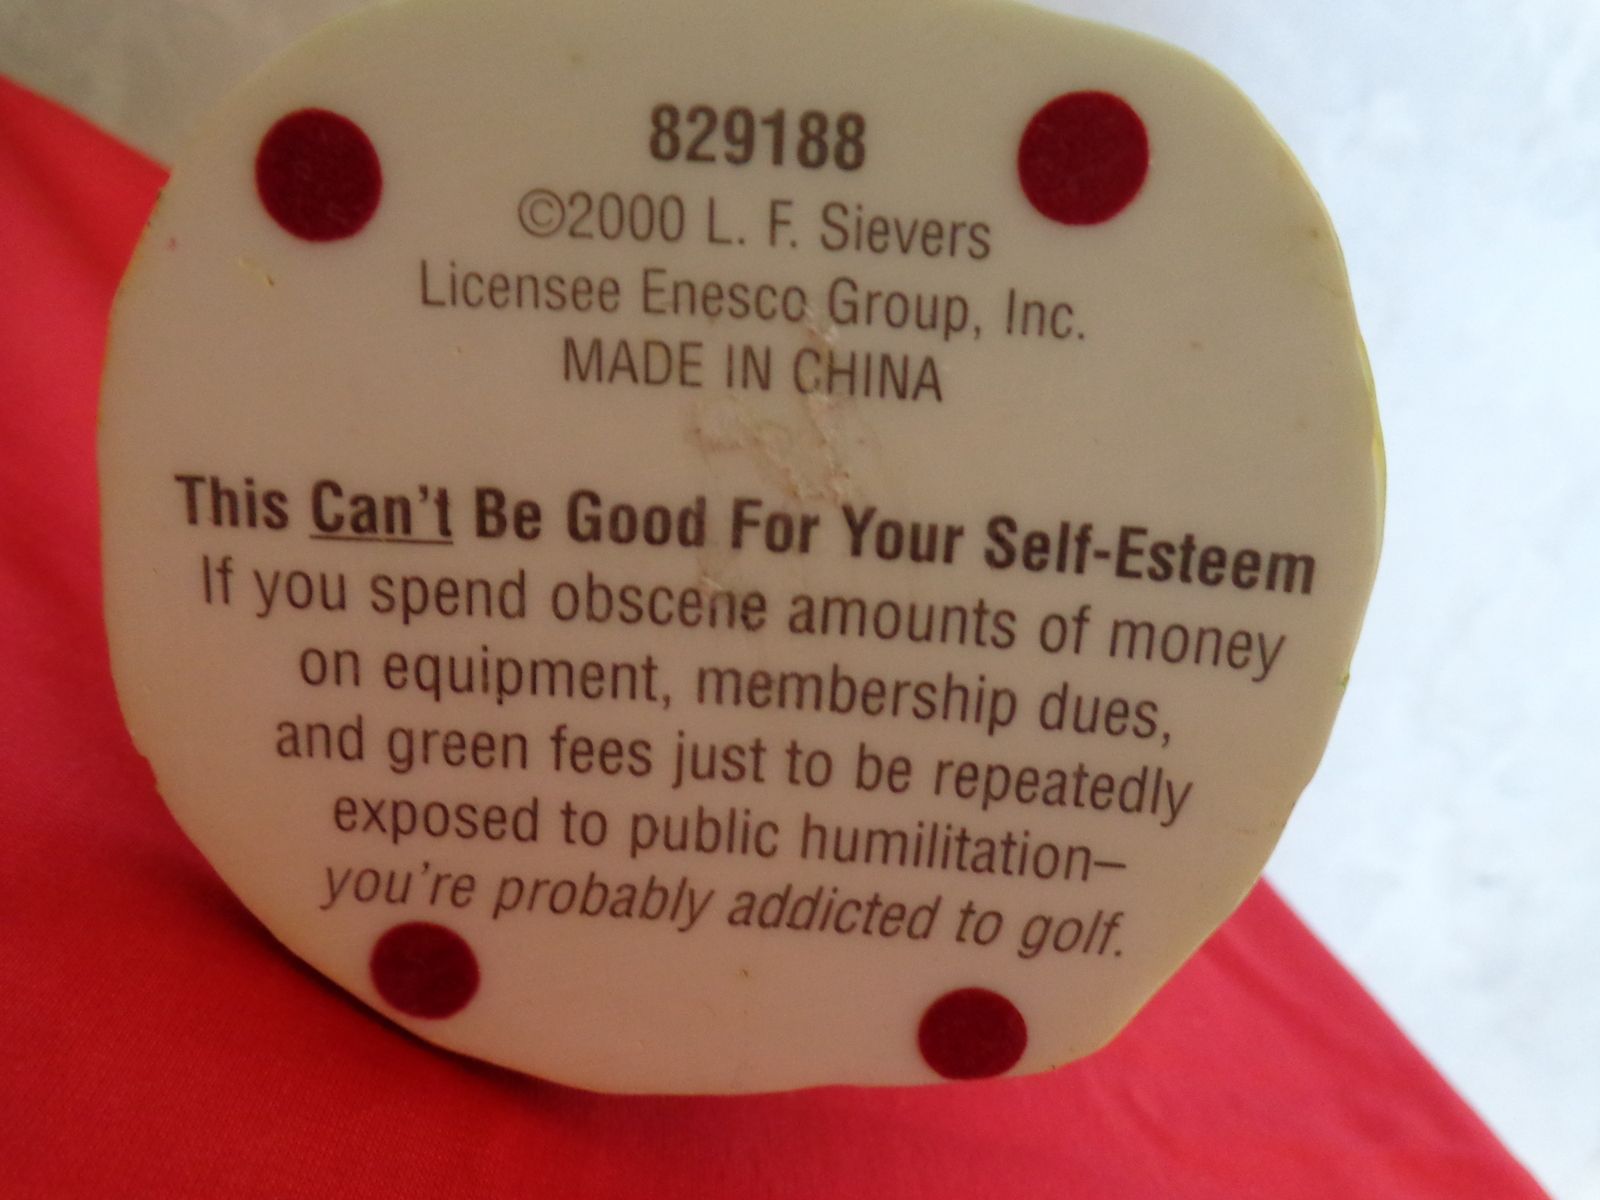 829188
©2000 L. F. Sievers
Licensee Enesco Group, Inc.
MADE IN CHINA
This Can't Be Good For Your Self-Esteem
If you spend obscene amounts of money
on equipment, membership dues,
and green fees just to be repeatedly
exposed to public humilitation–
you're probably addicted to golf.